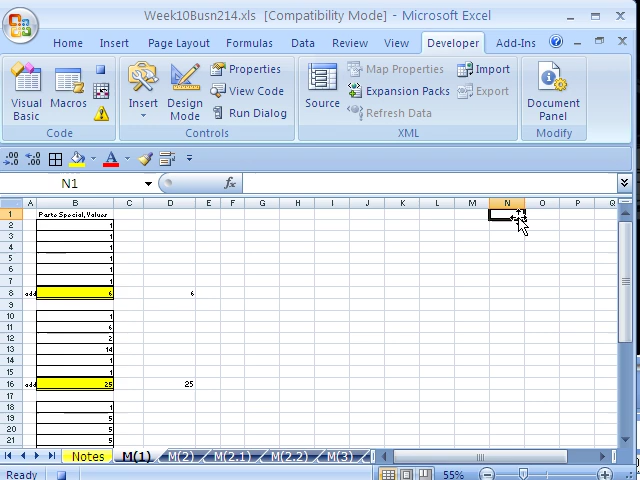 Week10Busn214.xls [Compatibility Mode] - Microsoft Excel
Home Insert Page Layout Formulas Data Review View Developer Add-Ins
Visual Basic
Macros
Code
Insert
Design Mode
Properties
View Code
Run Dialog
Controls
Source
Map Properties
Expansion Packs
Refresh Data
Import
Export
XML
Document Panel
Modify
N1
fx
A B C D E F G H I J K L M N O P Q
1 Paste Special, Values
2 1
3 1
4 1
5 1
6 1
7 1
8 add 6 6
9
10 1
11 6
12 2
13 14
14 1
15 1
16 add 25 25
17
18 1
19 5
20 5
21 5
Notes M(1) M(2) M(2.1) M(2.2) M(3)
Ready 55%